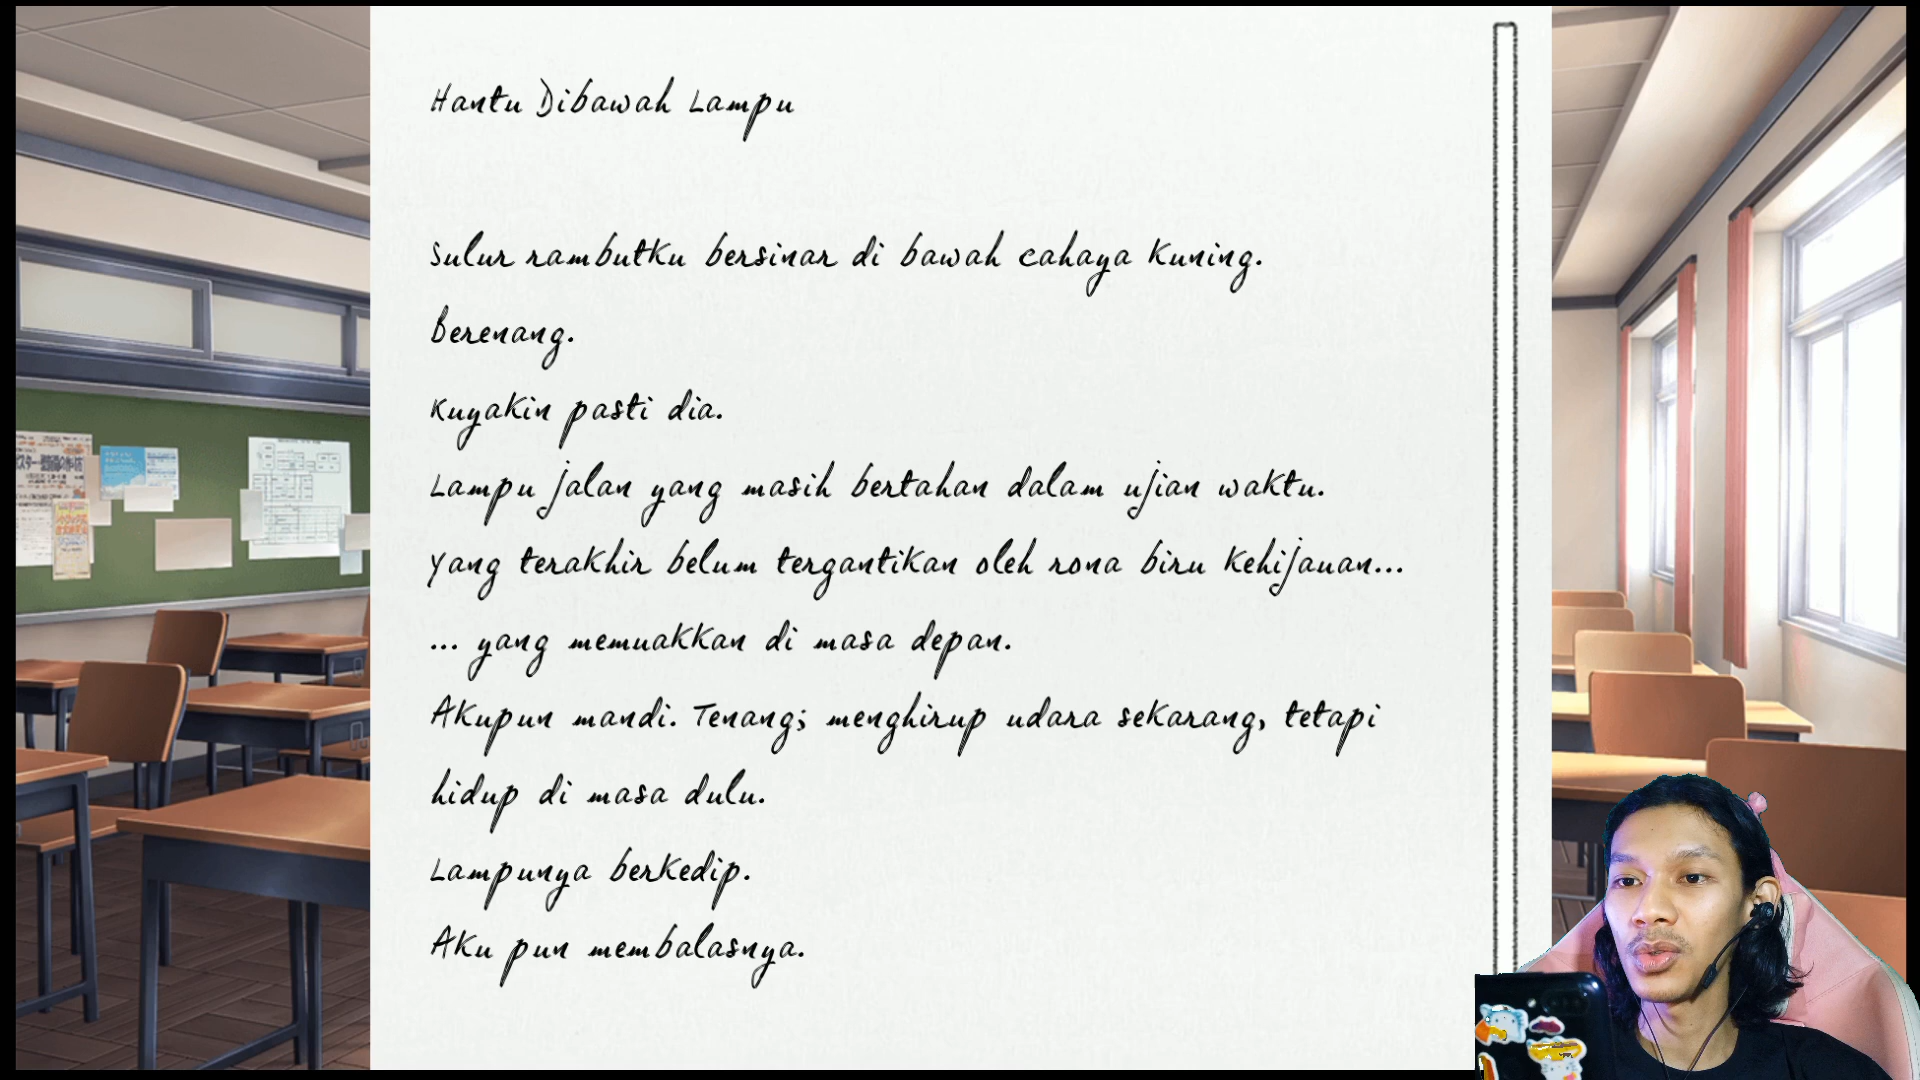 Hantu Dibawah Lampu
Sulur rambutku bersinar di bawah cahaya kuning.
Berenang.
Kuyakin pasti dia.
Lampu jalan yang masih bertahan dalam ujian waktu.
Yang terakhir belum tergantikan oleh rona biru kehijauan...
... yang memuakkan di masa depan.
Akupun mandi. Tenang; menghirup udara sekarang, tetapi
hidup di masa dulu.
Lampunya berkedip.
Aku pun membalasnya.